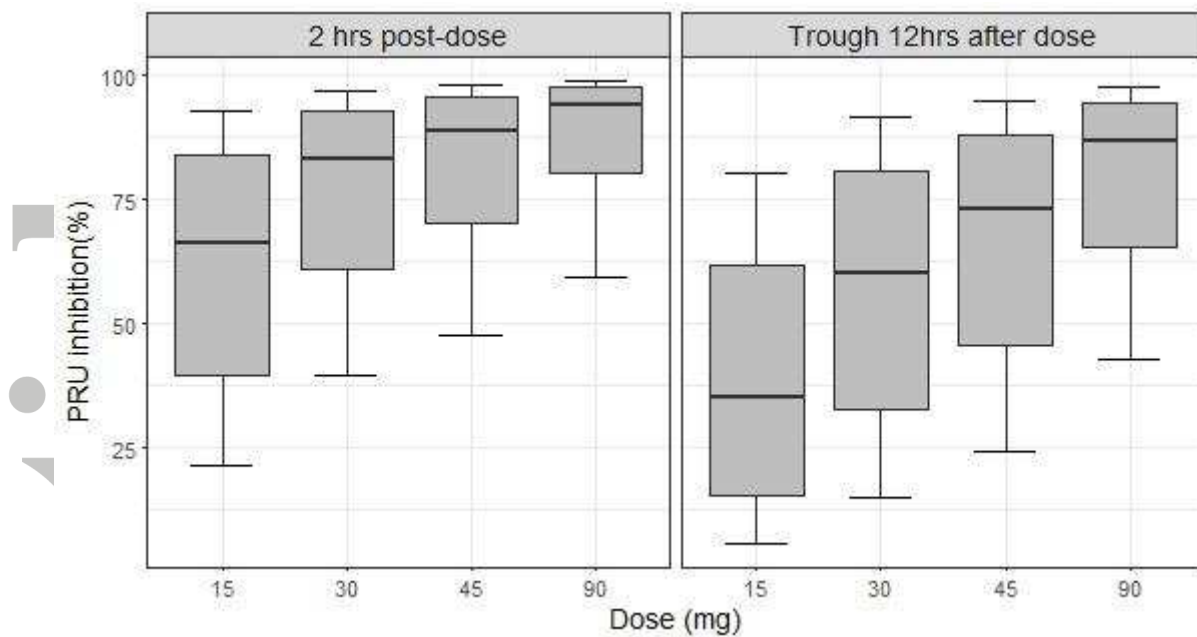 2 hrs post-dose
Trough 12hrs after dose
PRU inhibition(%)
100
75
50
25
15 30 45 90
15 30 45 90
Dose (mg)